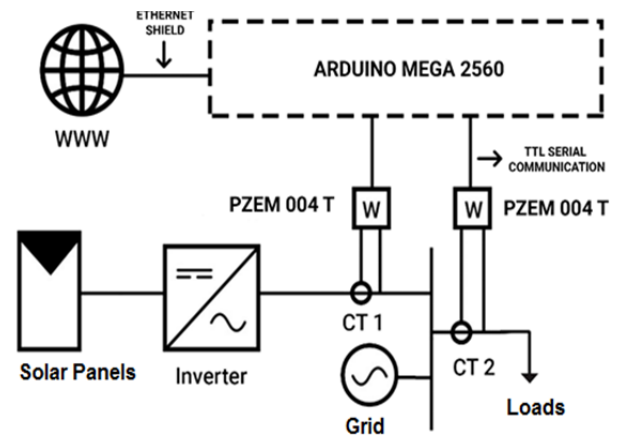 ETHERNET
SHIELD
ARDUINO MEGA 2560
WWW
TTL SERIAL
COMMUNICATION
PZEM 004 T
W
W
PZEM 004 T
CT 1
CT 2
Solar Panels
Inverter
Grid
Loads